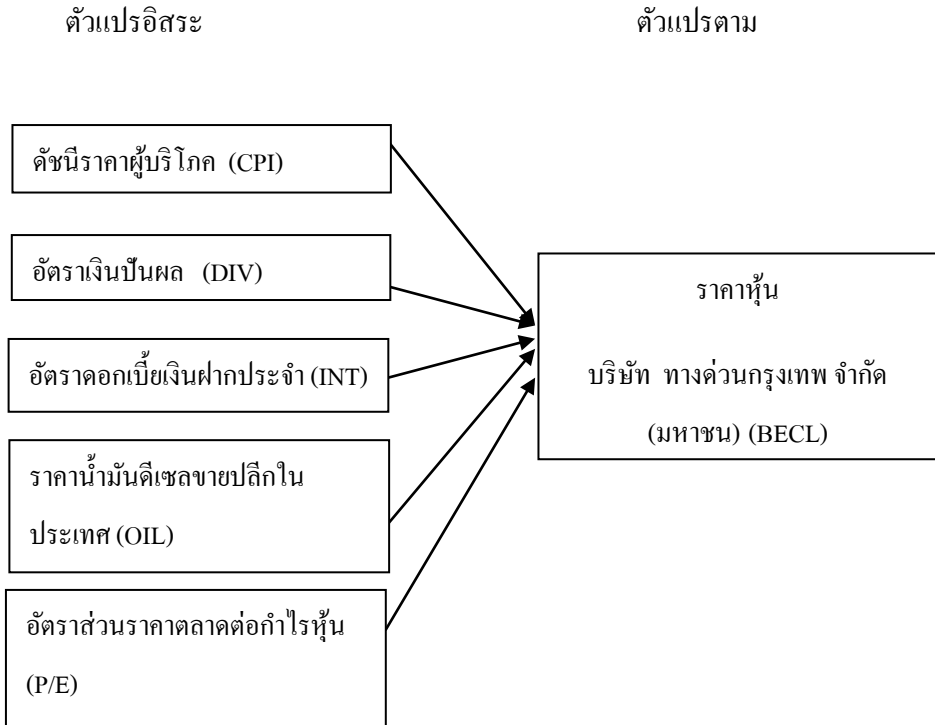 ตัวแปรอิสระ
ตัวแปรตาม
ดัชนีราคาผู้บริโภค (CPI)
อัตราเงินปันผล (DIV)
อัตราดอกเบี้ยเงินฝากประจำ (INT)
ราคาน้ำมันดีเซลขายปลีกใน
ประเทศ (OIL)
อัตราส่วนราคาตลาดต่อกำไรหุ้น
(P/E)
ราคาหุ้น
บริษัท ทางด่วนกรุงเทพ จำกัด
(มหาชน) (BECL)